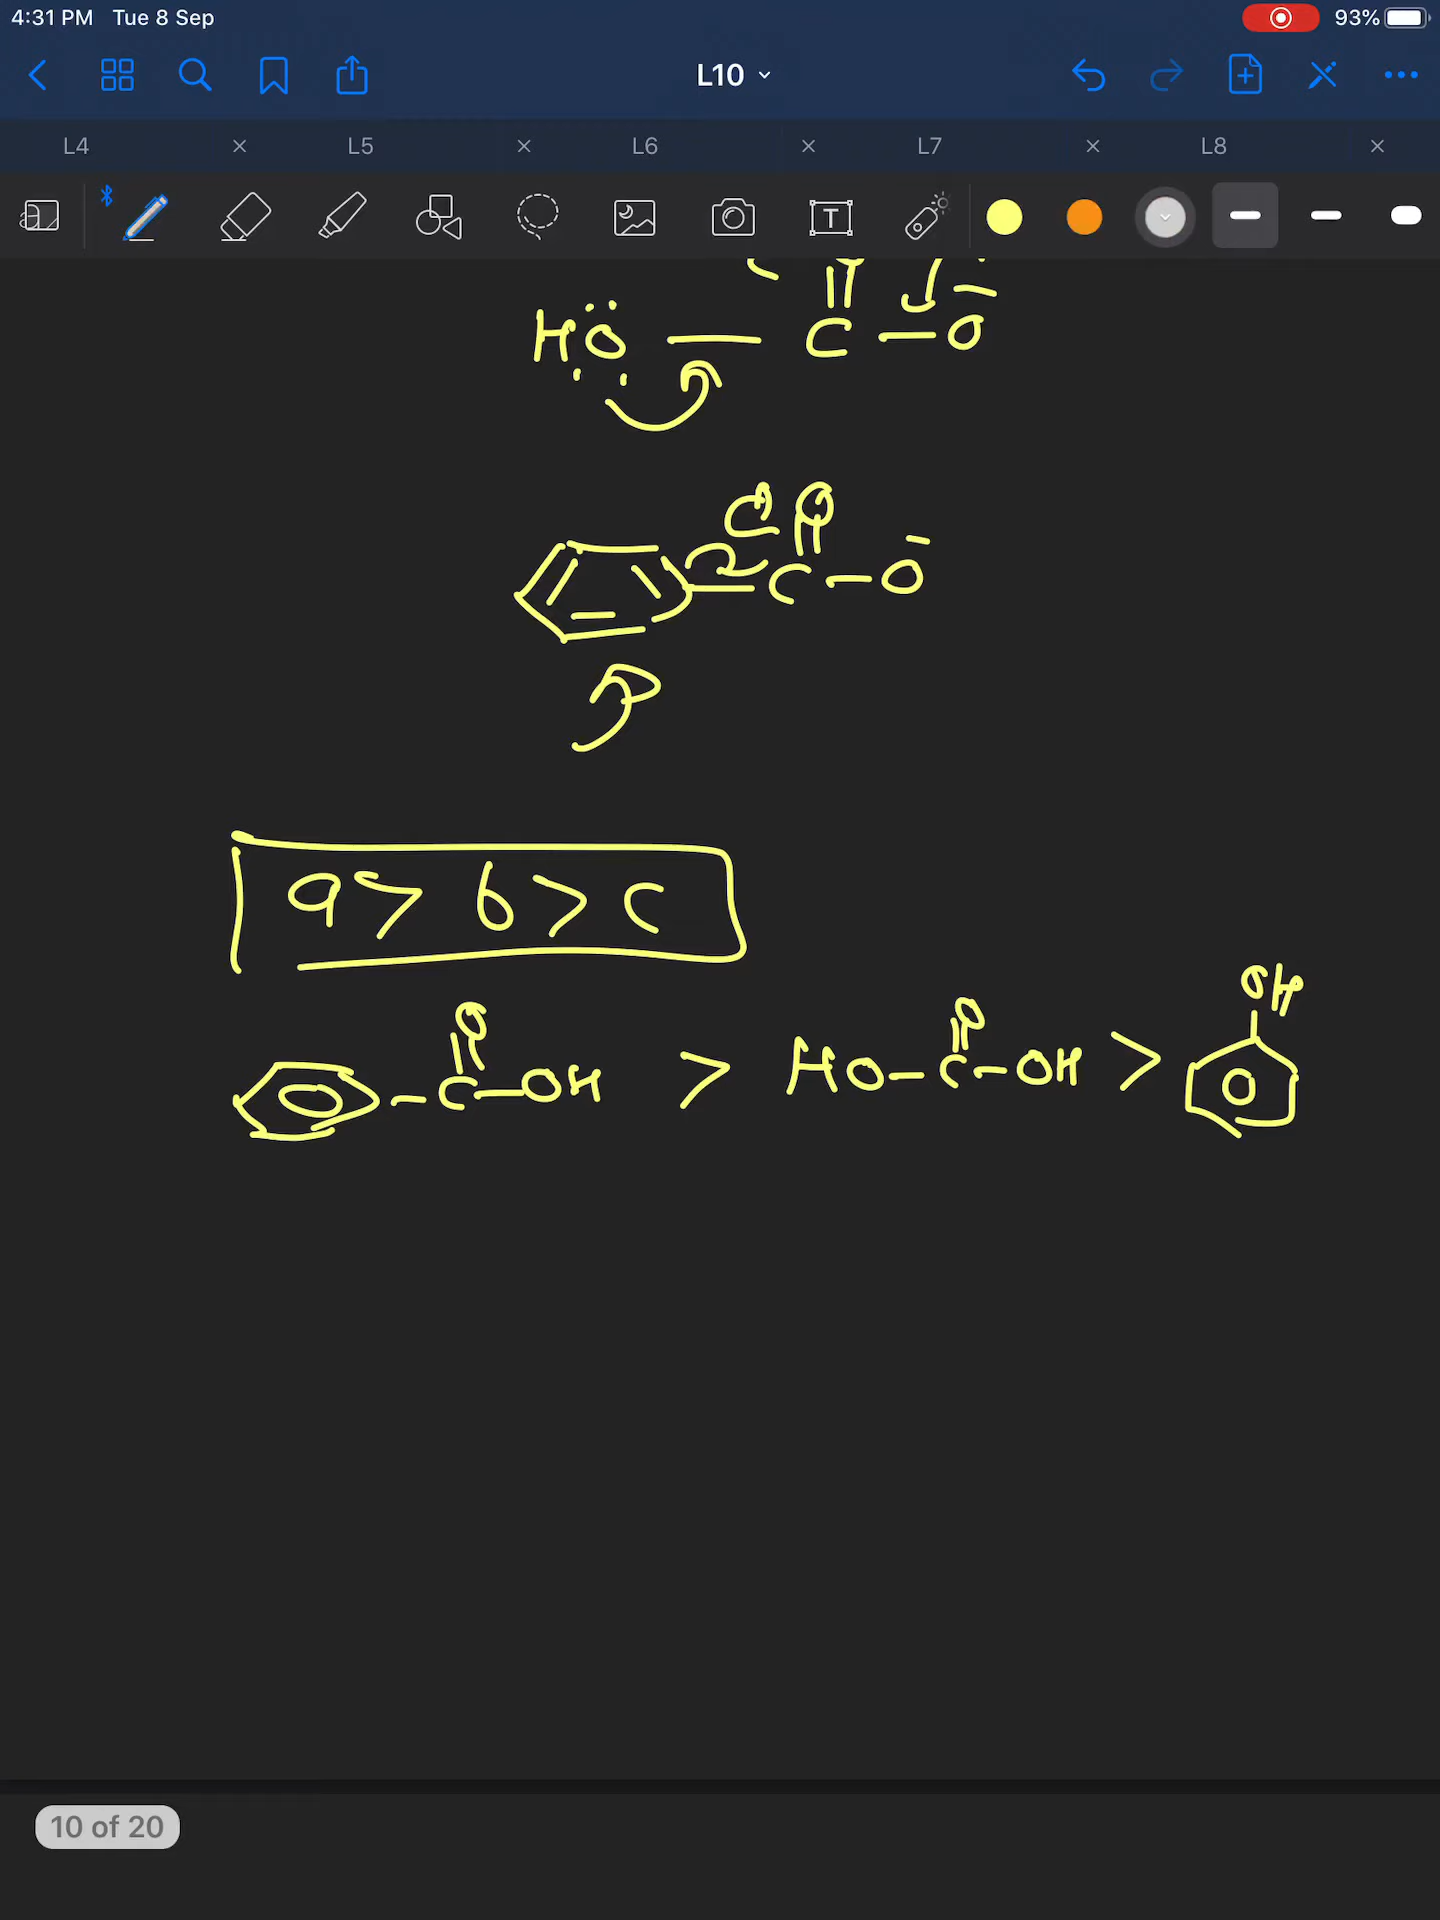 4:31 PM Tue 8 Sep 93%
L10
L4 L5 L6 L7 L8
T
HO — C — O
O
C — O
a > b > c
O O OH
C — OH > HO — C — OH >
10 of 20